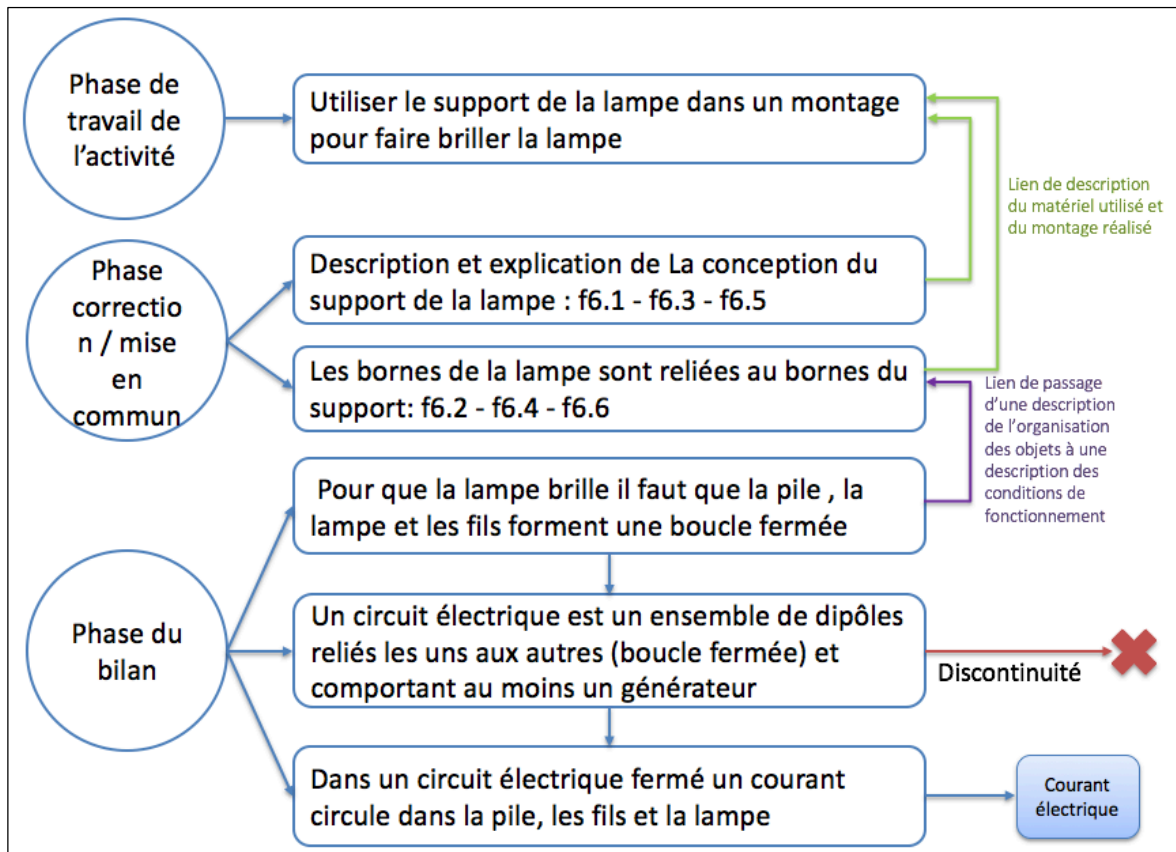 Phase de
travail de
l'activité
Utiliser le support de la lampe dans un montage
pour faire briller la lampe
Lien de description
du matériel utilisé et
du montage réalisé
Phase
correctio
n / mise
en
commun
Description et explication de La conception du
support de la lampe : f6.1 - f6.3 - f6.5
Les bornes de la lampe sont reliées au bornes du
support: f6.2 - f6.4 - f6.6
Lien de passage
d'une description
de l'organisation
des objets à une
description des
conditions de
fonctionnement
Phase du
bilan
Pour que la lampe brille il faut que la pile , la
lampe et les fils forment une boucle fermée
Un circuit électrique est un ensemble de dipôles
reliés les uns aux autres (boucle fermée) et
comportant au moins un générateur
Discontinuité
Dans un circuit électrique fermé un courant
circule dans la pile, les fils et la lampe
Courant
électrique